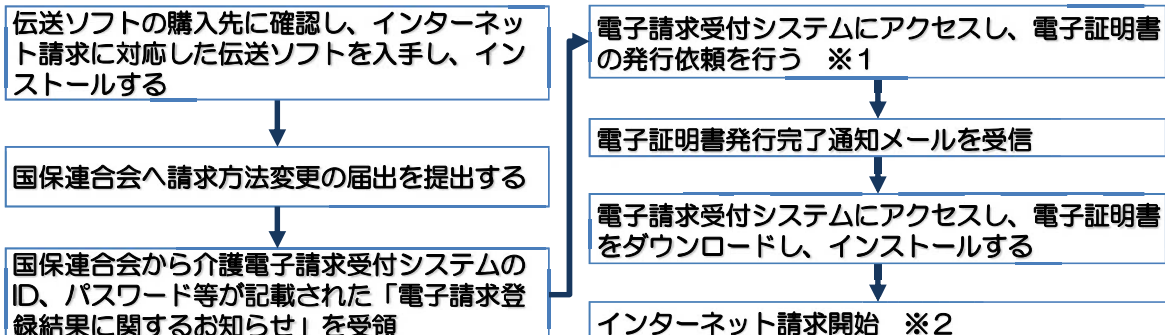 伝送ソフトの購入先に確認し、インターネッ
ト請求に対応した伝送ソフトを入手し、イン
ストールする
国保連合会へ請求方法変更の届出を提出する
国保連合会から介護電子請求受付システムの
ID、パスワード等が記載された「電子請求登
録結果に関するお知らせ」を受領
電子請求受付システムにアクセスし、電子証明書
の発行依頼を行う　※１
電子証明書発行完了通知メールを受信
電子請求受付システムにアクセスし、電子証明書
をダウンロードし、インストールする
インターネット請求開始　※２